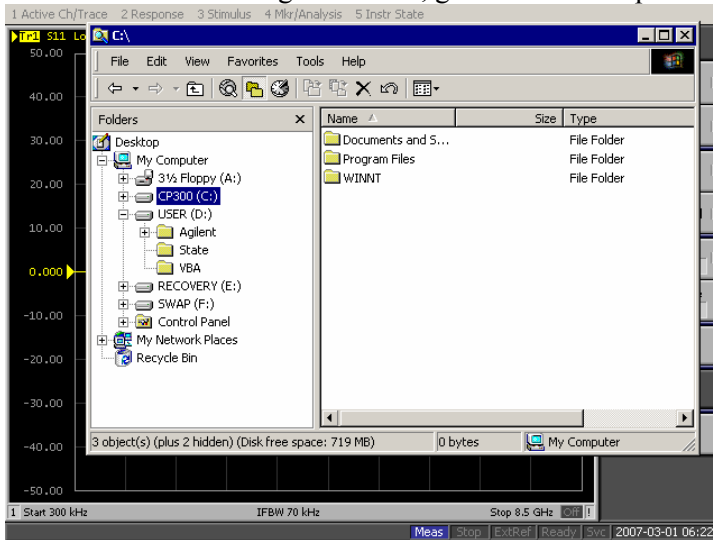 1 Active Ch/Trace 2 Response 3 Stimulus 4 Mkr/Analysis 5 Instr State
Tr1 S11 Lo
50.00
40.00
30.00
20.00
10.00
0.000
-10.00
-20.00
-30.00
-40.00
-50.00
C:\
File Edit View Favorites Tools Help
Folders
Desktop
My Computer
3½ Floppy (A:)
CP300 (C:)
USER (D:)
Agilent
State
VBA
RECOVERY (E:)
SWAP (F:)
Control Panel
My Network Places
Recycle Bin
Name Size Type
Documents and S... File Folder
Program Files File Folder
WINNT File Folder
3 object(s) (plus 2 hidden) (Disk free space: 719 MB) 0 bytes My Computer
1 Start 300 kHz IFBW 70 kHz Stop 8.5 GHz Off !
Meas Stop ExtRef Ready Svc 2007-03-01 06:22